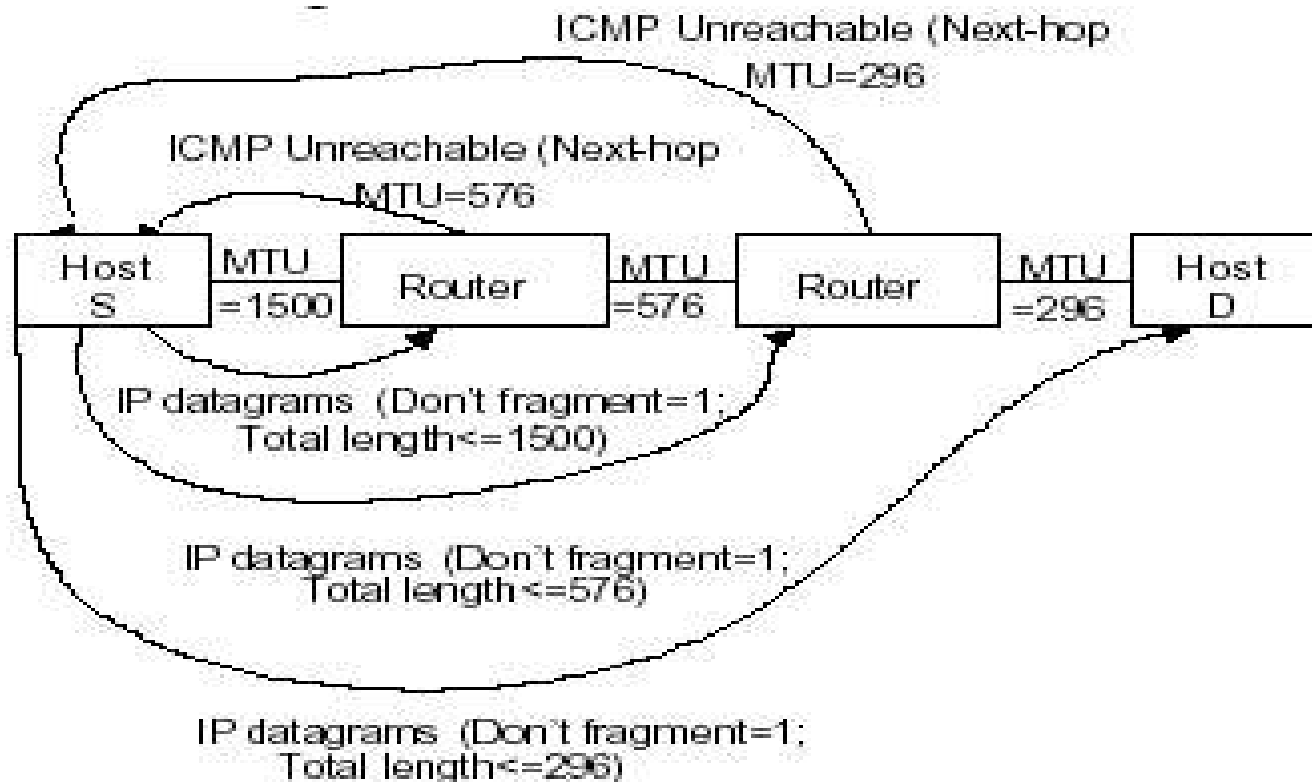 ICMP Unreachable (Next-hop
MTU=296
ICMP Unreachable (Next-hop
MTU=576
Host
S
MTU
=1500
Router
MTU
=576
Router
MTU
=296
Host
D
IP datagrams (Don't fragment=1;
Total length<=1500)
IP datagrams (Don't fragment=1;
Total length<=576)
IP datagrams (Don't fragment=1;
Total length<=296)